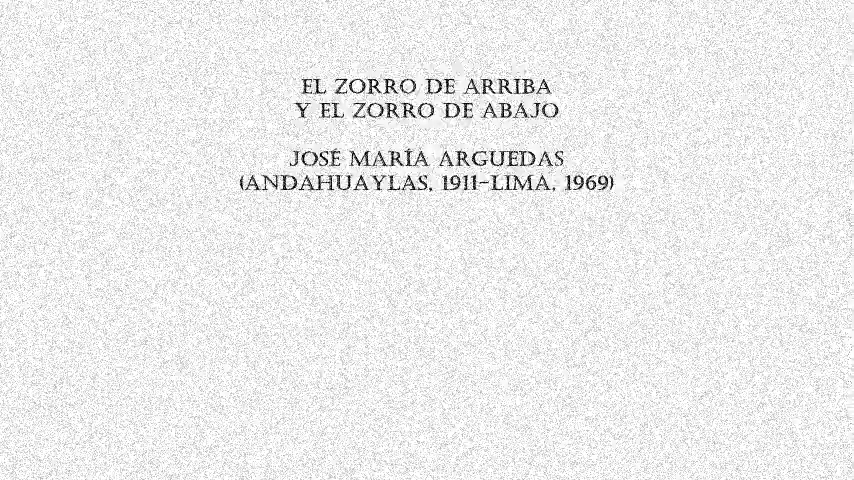 EL ZORRO DE ARRIBA
Y EL ZORRO DE ABAJO
JOSÉ MARÍA ARGUEDAS
(ANDAHUAYLAS, 1911-LIMA, 1969)